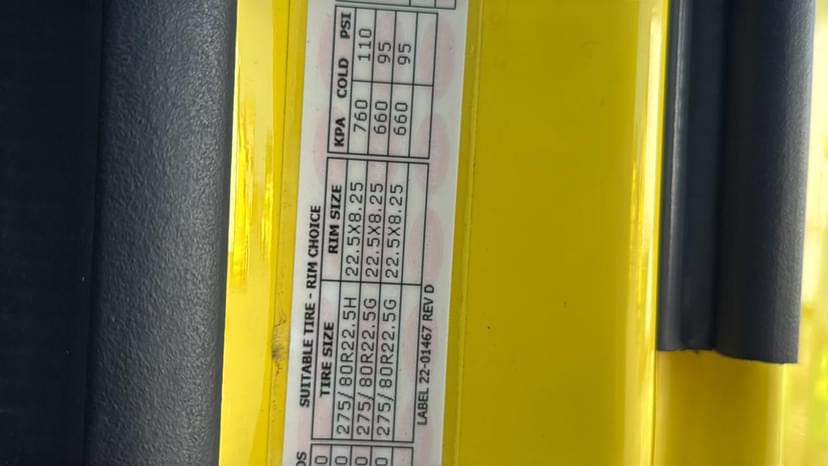 SUITABLE TIRE - RIM CHOICE
TIRE SIZE RIM SIZE KPA COLD PSI
275/80R22.5H 22.5X8.25 760 110
275/80R22.5G 22.5X8.25 660 95
275/80R22.5G 22.5X8.25 660 95
LABEL 22-01467 REV D